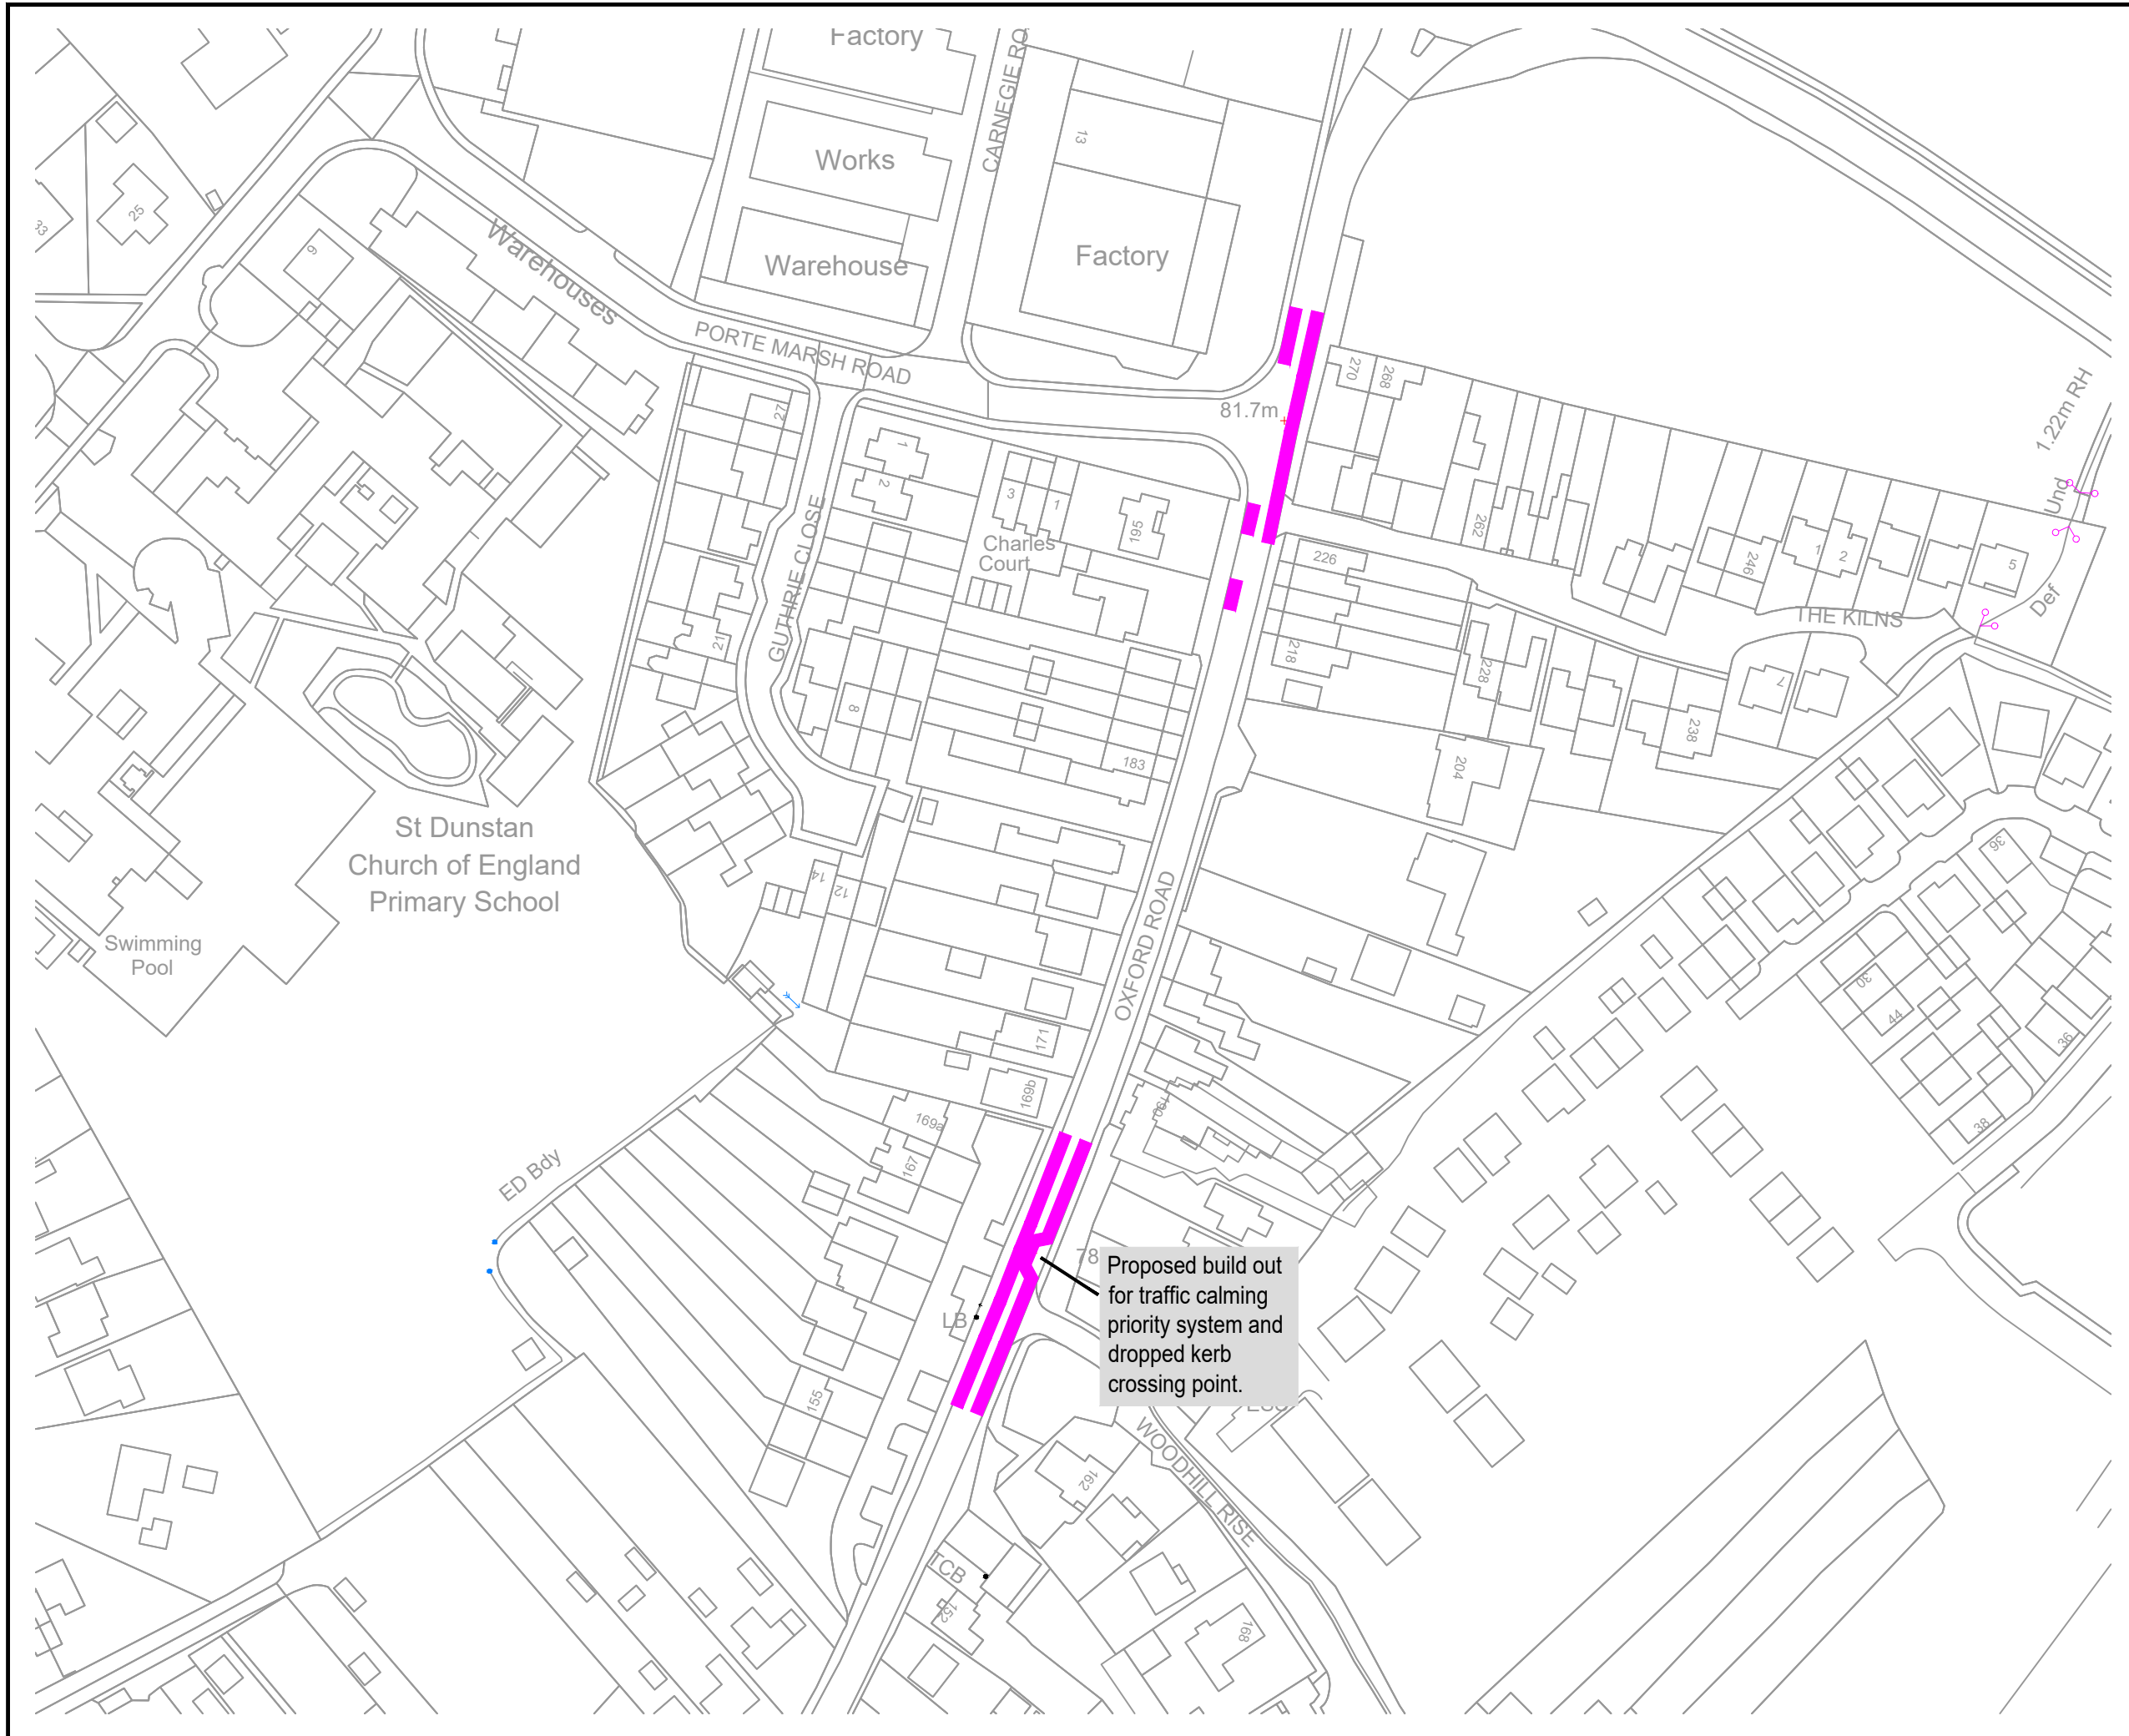 Factory
CARNEGIE RO
13
Works
25
33
9
Warehouses
Warehouse
Factory
PORTE MARSH ROAD
270
268
1.22m RH
81.7m
27
1
2
3
1
195
Charles
Court
262
Und
226
246
1
2
5
GUTHRIE CLOSE
THE KILNS
Def
21
218
228
7
8
238
183
204
St Dunstan
Church of England
Primary School
36
14
12
OXFORD ROAD
Swimming
Pool
30
44
36
171
169b
190
169a
38
167
ED Bdy
78
Proposed build out
for traffic calming
priority system and
dropped kerb
crossing point.
LB
155
WOODHILL RISE
162
TCB
152
168